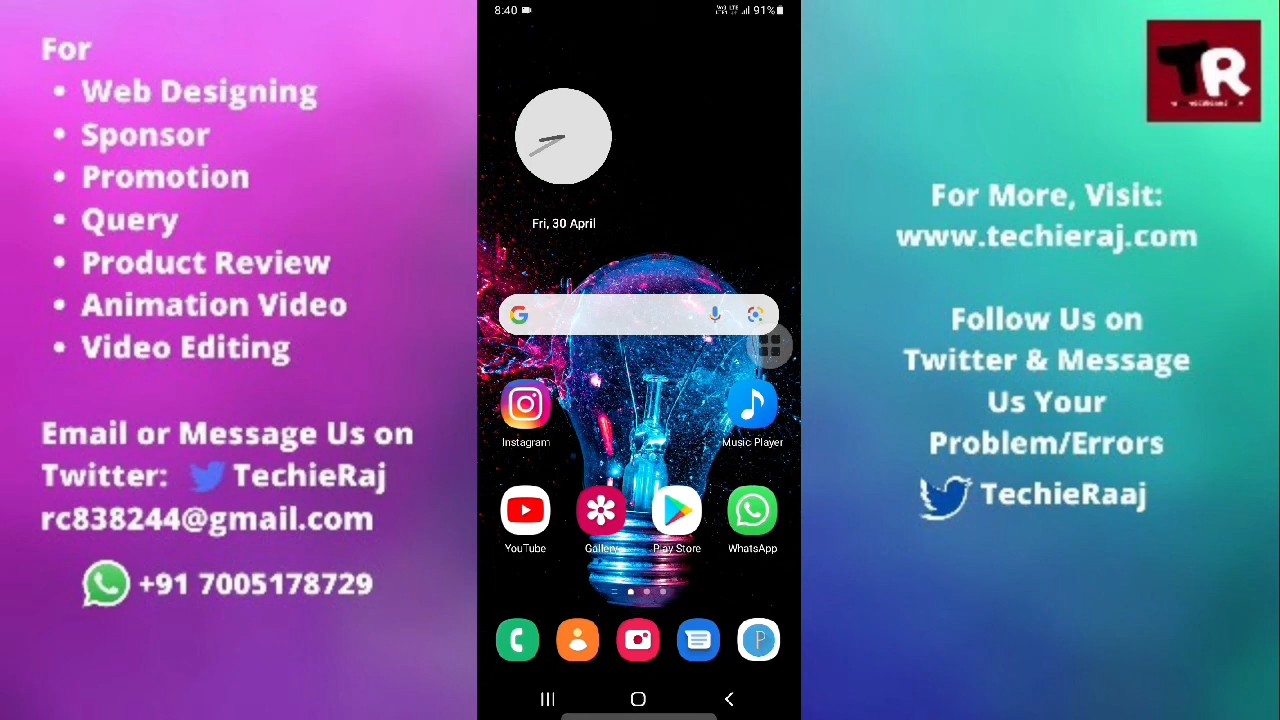 For
• Web Designing
• Sponsor
• Promotion
• Query
• Product Review
• Animation Video
• Video Editing
Email or Message Us on
Twitter: TechieRaj
rc838244@gmail.com
+91 7005178729
8:40
91%
Fri, 30 April
Instagram
Music Player
YouTube
Gallery
Play Store
WhatsApp
TR
For More, Visit:
www.techieraj.com
Follow Us on
Twitter & Message
Us Your
Problem/Errors
TechieRaaj